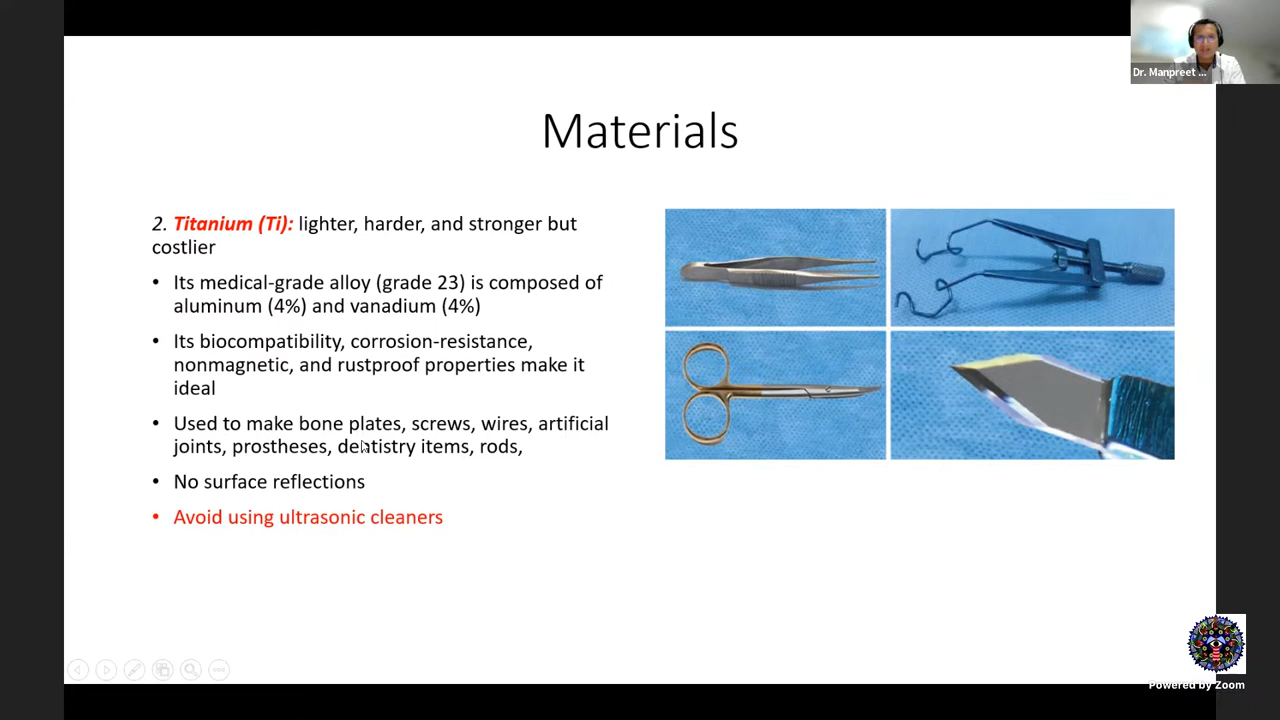 Dr. Manpreet ...
Materials
2. Titanium (Ti): lighter, harder, and stronger but
costlier
• Its medical-grade alloy (grade 23) is composed of
aluminum (4%) and vanadium (4%)
• Its biocompatibility, corrosion-resistance,
nonmagnetic, and rustproof properties make it
ideal
• Used to make bone plates, screws, wires, artificial
joints, prostheses, dentistry items, rods,
• No surface reflections
• Avoid using ultrasonic cleaners
Powered by Zoom